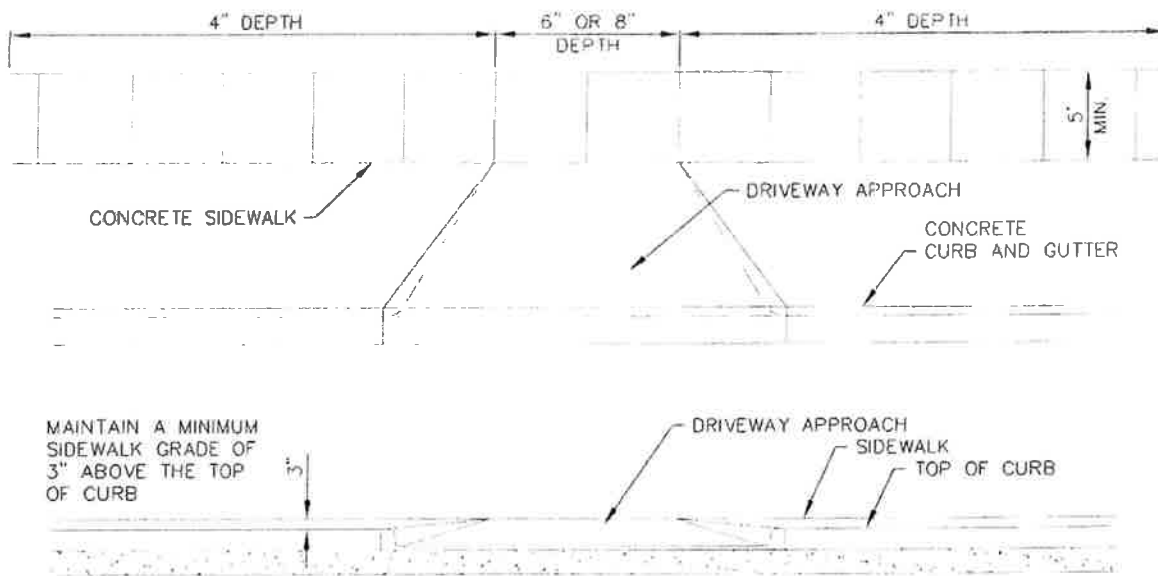 4" DEPTH
6" OR 8"
DEPTH
4" DEPTH
5'
MIN.
CONCRETE SIDEWALK
DRIVEWAY APPROACH
CONCRETE
CURB AND GUTTER
MAINTAIN A MINIMUM
SIDEWALK GRADE OF
3" ABOVE THE TOP
OF CURB
3"
DRIVEWAY APPROACH
SIDEWALK
TOP OF CURB